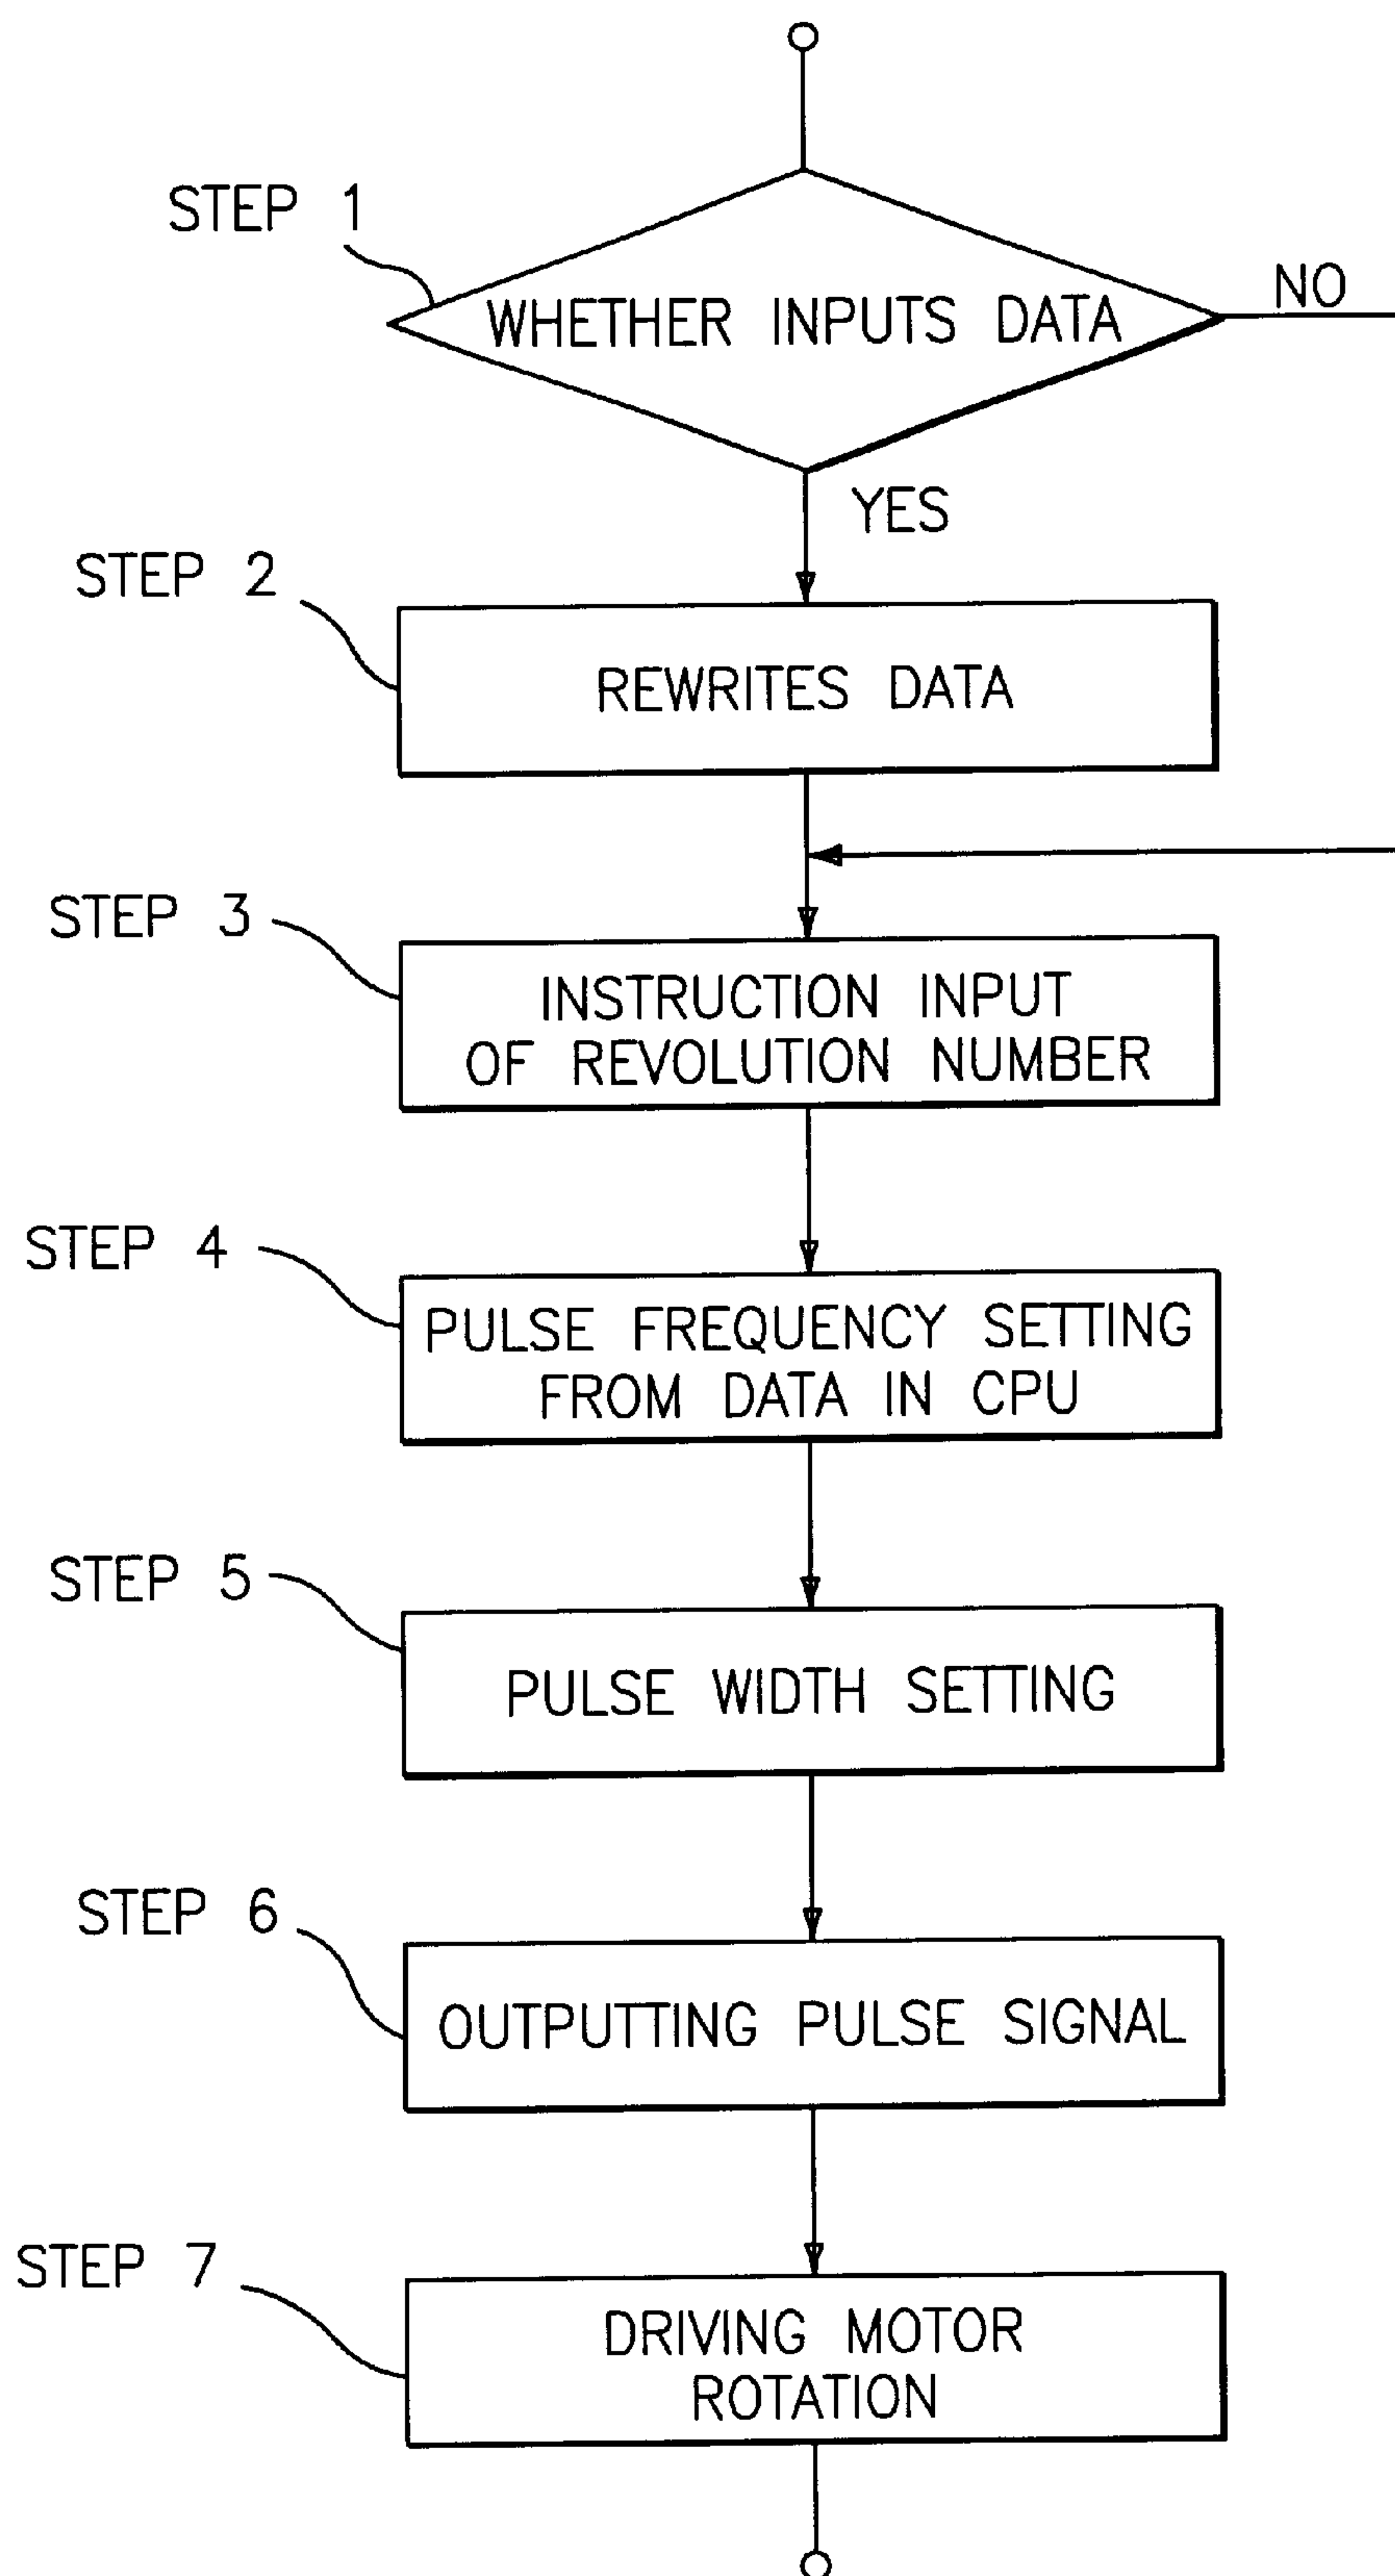 STEP 1
WHETHER INPUTS DATA
NO
YES
STEP 2
REWRITES DATA
STEP 3
INSTRUCTION INPUT
OF REVOLUTION NUMBER
STEP 4
PULSE FREQUENCY SETTING
FROM DATA IN CPU
STEP 5
PULSE WIDTH SETTING
STEP 6
OUTPUTTING PULSE SIGNAL
STEP 7
DRIVING MOTOR
ROTATION